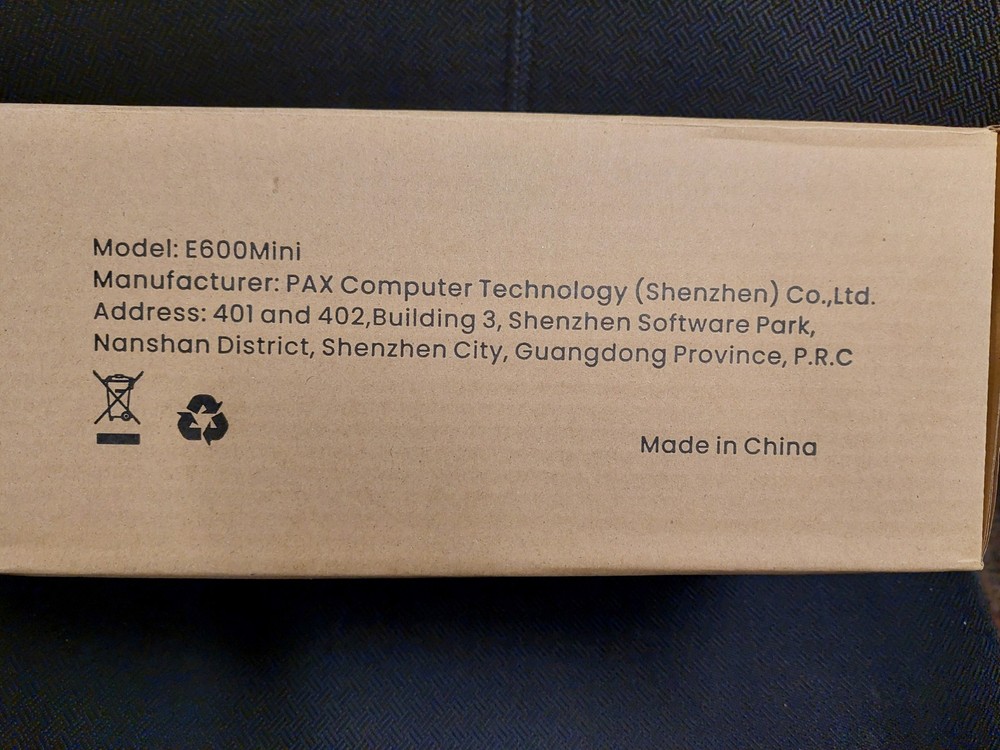 Model: E600Mini
Manufacturer: PAX Computer Technology (Shenzhen) Co.,Ltd.
Address: 401 and 402,Building 3, Shenzhen Software Park,
Nanshan District, Shenzhen City, Guangdong Province, P.R.C
Made in China